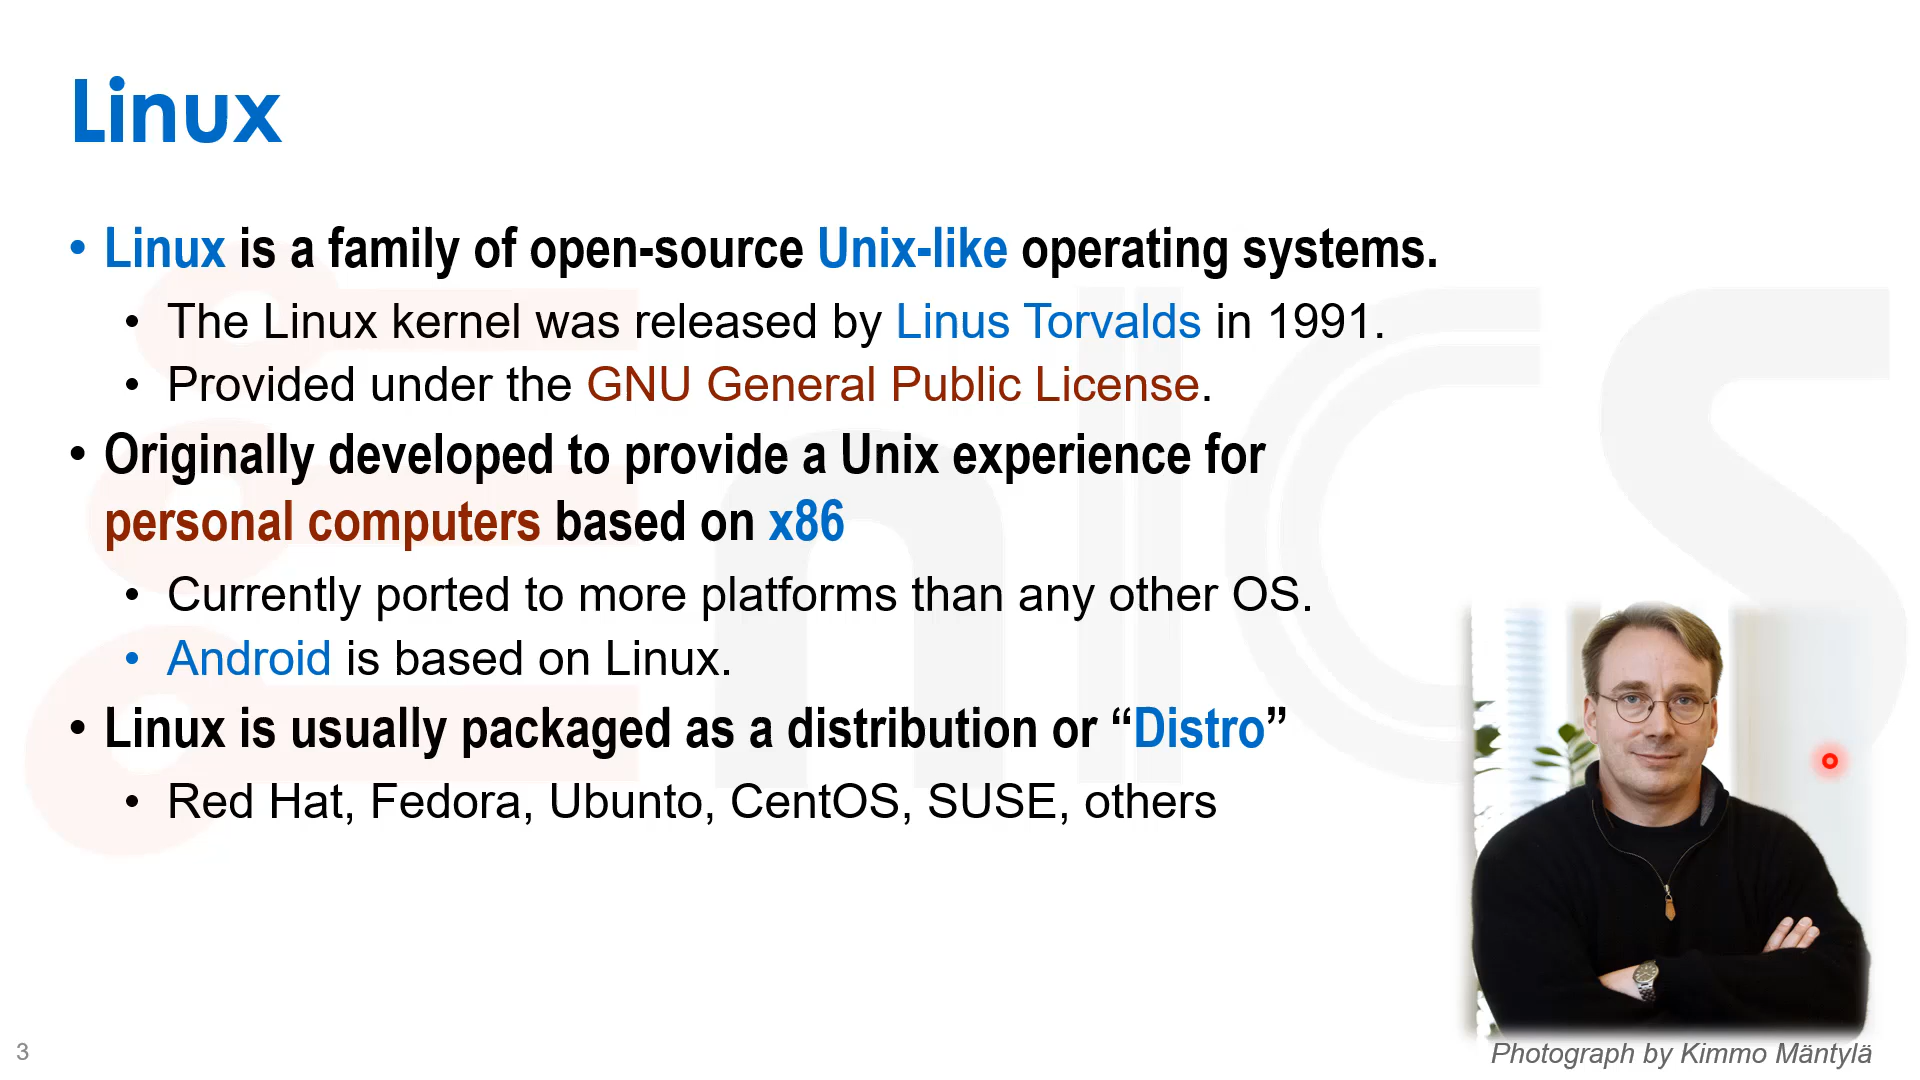 Linux
• Linux is a family of open-source Unix-like operating systems.
• The Linux kernel was released by Linus Torvalds in 1991.
• Provided under the GNU General Public License.
• Originally developed to provide a Unix experience for
personal computers based on x86
• Currently ported to more platforms than any other OS.
• Android is based on Linux.
• Linux is usually packaged as a distribution or “Distro”
• Red Hat, Fedora, Ubunto, CentOS, SUSE, others
3
Photograph by Kimmo Mäntylä
EnICS